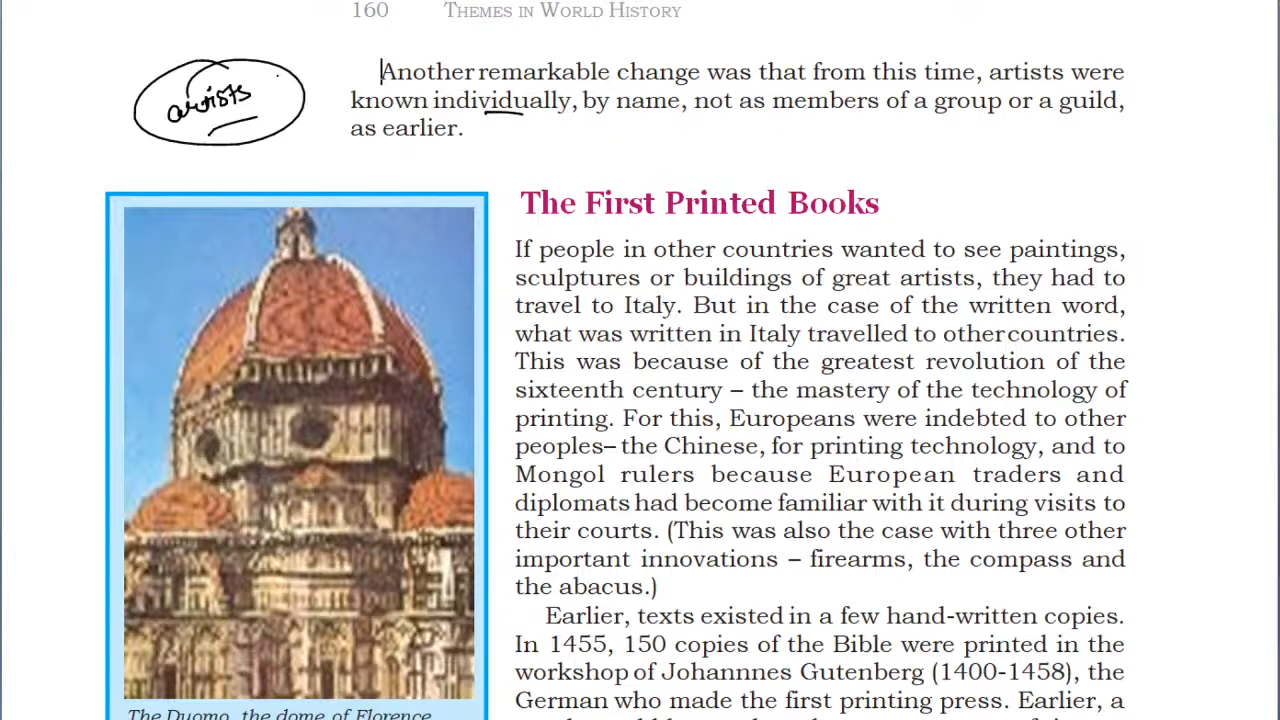 160 THEMES IN WORLD HISTORY
artists
Another remarkable change was that from this time, artists were
known individually, by name, not as members of a group or a guild,
as earlier.
The First Printed Books
If people in other countries wanted to see paintings,
sculptures or buildings of great artists, they had to
travel to Italy. But in the case of the written word,
what was written in Italy travelled to other countries.
This was because of the greatest revolution of the
sixteenth century – the mastery of the technology of
printing. For this, Europeans were indebted to other
peoples– the Chinese, for printing technology, and to
Mongol rulers because European traders and
diplomats had become familiar with it during visits to
their courts. (This was also the case with three other
important innovations – firearms, the compass and
the abacus.)
Earlier, texts existed in a few hand-written copies.
In 1455, 150 copies of the Bible were printed in the
workshop of Johannnes Gutenberg (1400-1458), the
German who made the first printing press. Earlier, a
The Duomo, the dome of Florence